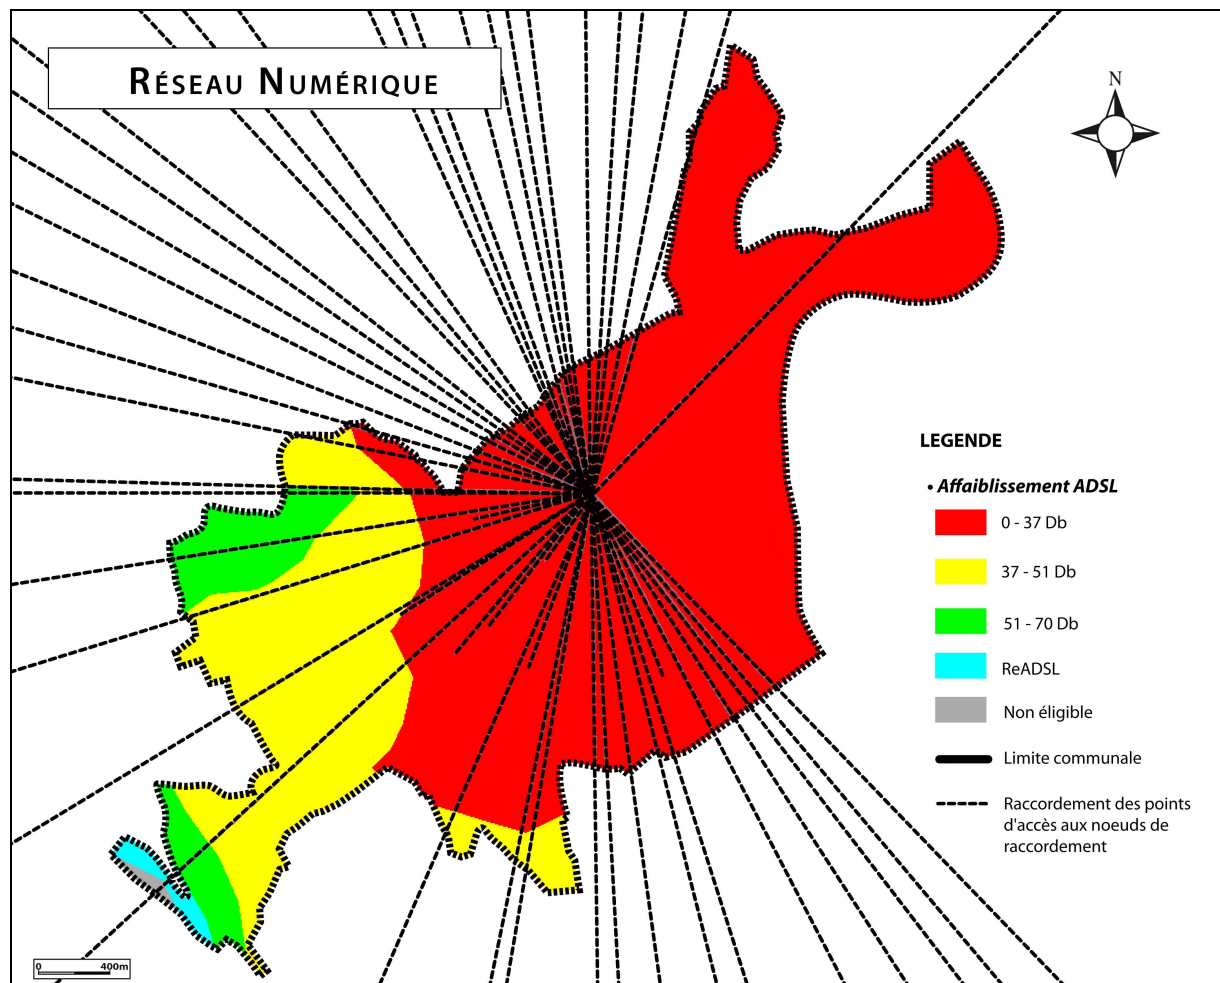 RÉSEAU NUMÉRIQUE
N
LEGENDE
• Affaiblissement ADSL
0 - 37 Db
37 - 51 Db
51 - 70 Db
ReADSL
Non éligible
Limite communale
Raccordement des points
d'accès aux noeuds de
raccordement
0 400m